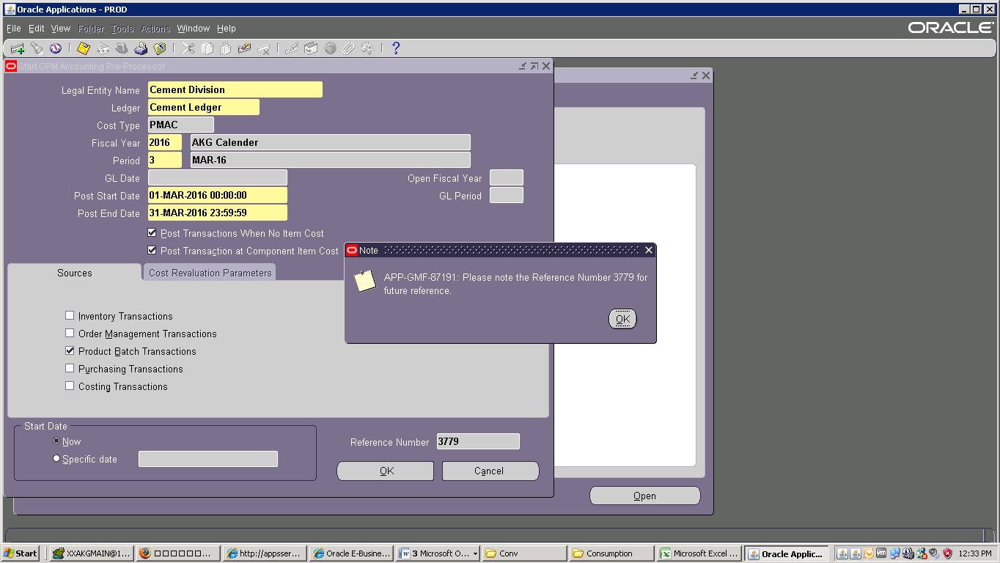 Oracle Applications - PROD
File Edit View Folder Tools Actions Window Help
ORACLE
Start OPM Accounting Pre-Processor
Legal Entity Name Cement Division
Ledger Cement Ledger
Cost Type PMAC
Fiscal Year 2016 AKG Calender
Period 3 MAR-16
GL Date Open Fiscal Year
Post Start Date 01-MAR-2016 00:00:00 GL Period
Post End Date 31-MAR-2016 23:59:59
Post Transactions When No Item Cost
Post Transaction at Component Item Cost
Note
APP-GMF-87191: Please note the Reference Number 3779 for
future reference.
OK
Sources Cost Revaluation Parameters
Inventory Transactions
Order Management Transactions
Product Batch Transactions
Purchasing Transactions
Costing Transactions
Start Date
Now
Specific date
Reference Number 3779
OK Cancel
Open
Start XXAKGMAIN@1... □□□□□□... http://appsser... Oracle E-Busine... 3 Microsoft O... Conv Consumption Microsoft Excel ... Oracle Applic... 12:33 PM